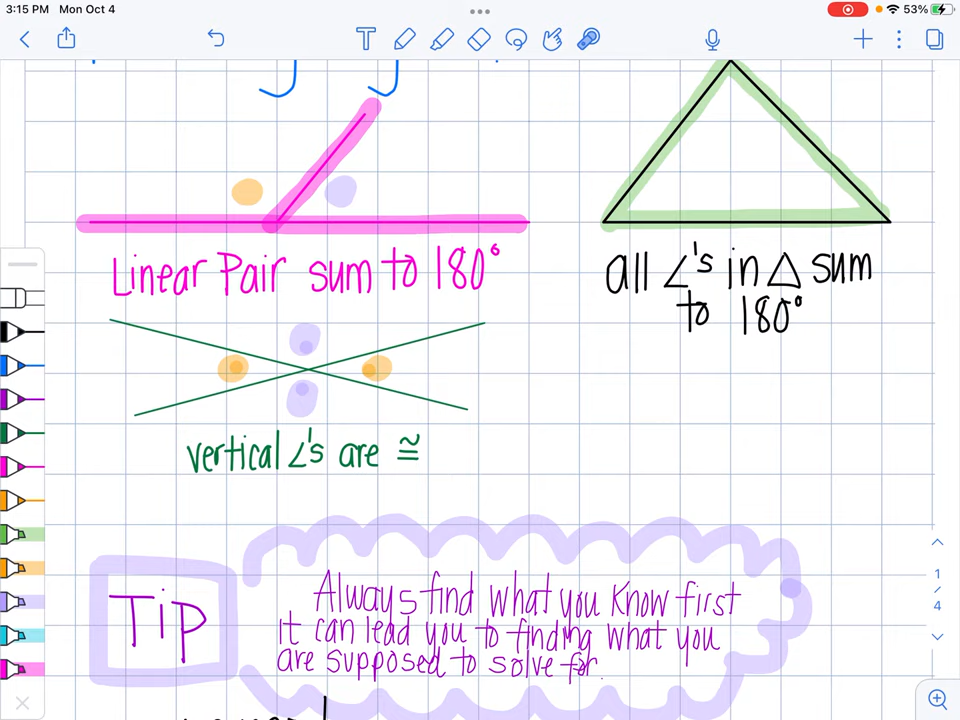 3:15 PM Mon Oct 4
53%
T
Linear Pair sum to 180°
all ∠'s in △ sum
to 180°
vertical ∠'s are ≅
1
/
4
Tip
Always find what you know first
It can lead you to finding what you
are supposed to solve for.